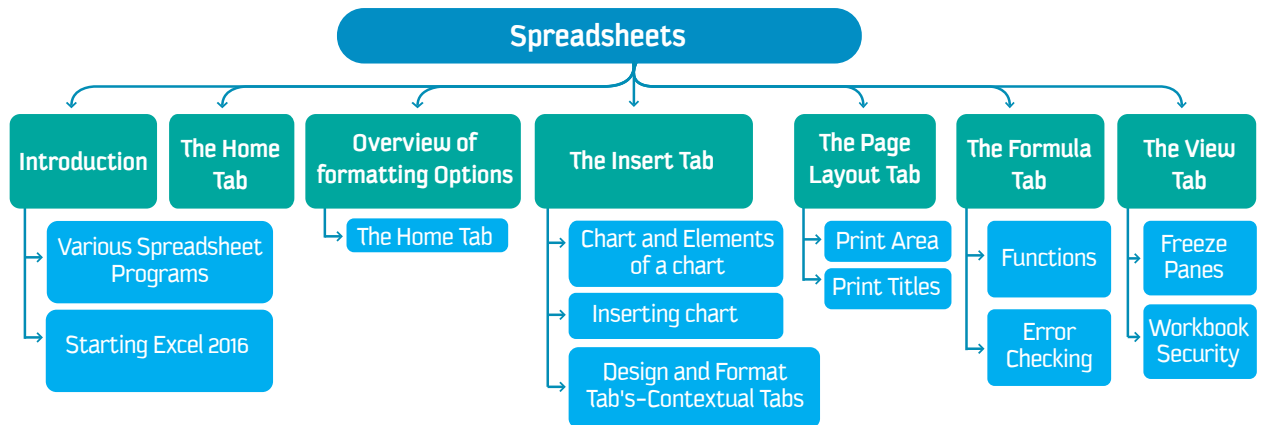 Spreadsheets
Introduction
The Home
Tab
Overview of
formatting Options
The Insert Tab
The Page
Layout Tab
The Formula
Tab
The View
Tab
Various Spreadsheet
Programs
Starting Excel 2016
The Home Tab
Chart and Elements
of a chart
Inserting chart
Design and Format
Tab's-Contextual Tabs
Print Area
Print Titles
Functions
Error
Checking
Freeze
Panes
Workbook
Security